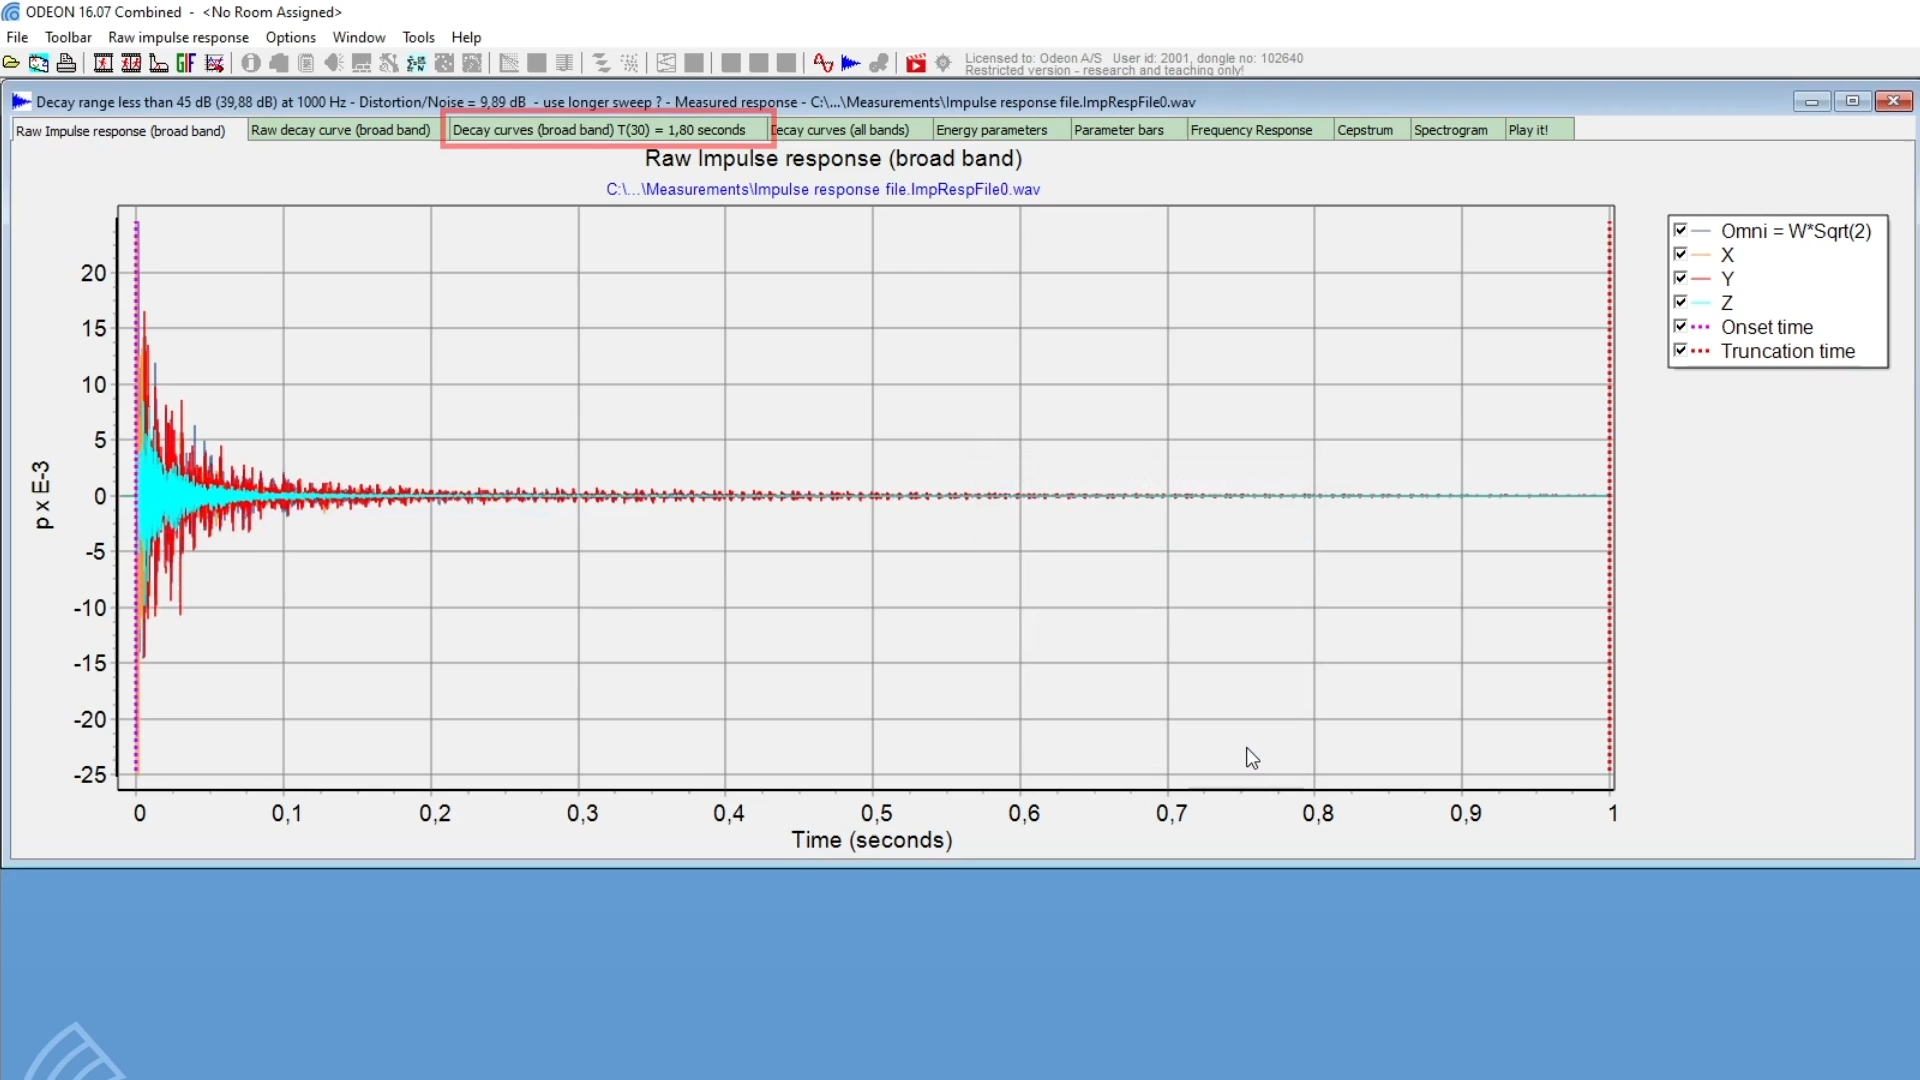 ODEON 16.07 Combined - <No Room Assigned>
File Toolbar Raw impulse response Options Window Tools Help
GIF
Licensed to: Odeon A/S User id: 2001, dongle no: 102640
Restricted version - research and teaching only!
Decay range less than 45 dB (39,88 dB) at 1000 Hz - Distortion/Noise = 9,89 dB - use longer sweep ? - Measured response - C:\...\Measurements\Impulse response file.ImpRespFile0.wav
Raw Impulse response (broad band) Raw decay curve (broad band) Decay curves (broad band) T(30) = 1,80 seconds ecay curves (all bands) Energy parameters Parameter bars Frequency Response Cepstrum Spectrogram Play it!
Raw Impulse response (broad band)
C:\...\Measurements\Impulse response file.ImpRespFile0.wav
Omni = W*Sqrt(2)
X
Y
Z
Onset time
Truncation time
20
15
10
5
0
-5
-10
-15
-20
-25
p x E-3
0 0,1 0,2 0,3 0,4 0,5 0,6 0,7 0,8 0,9 1
Time (seconds)